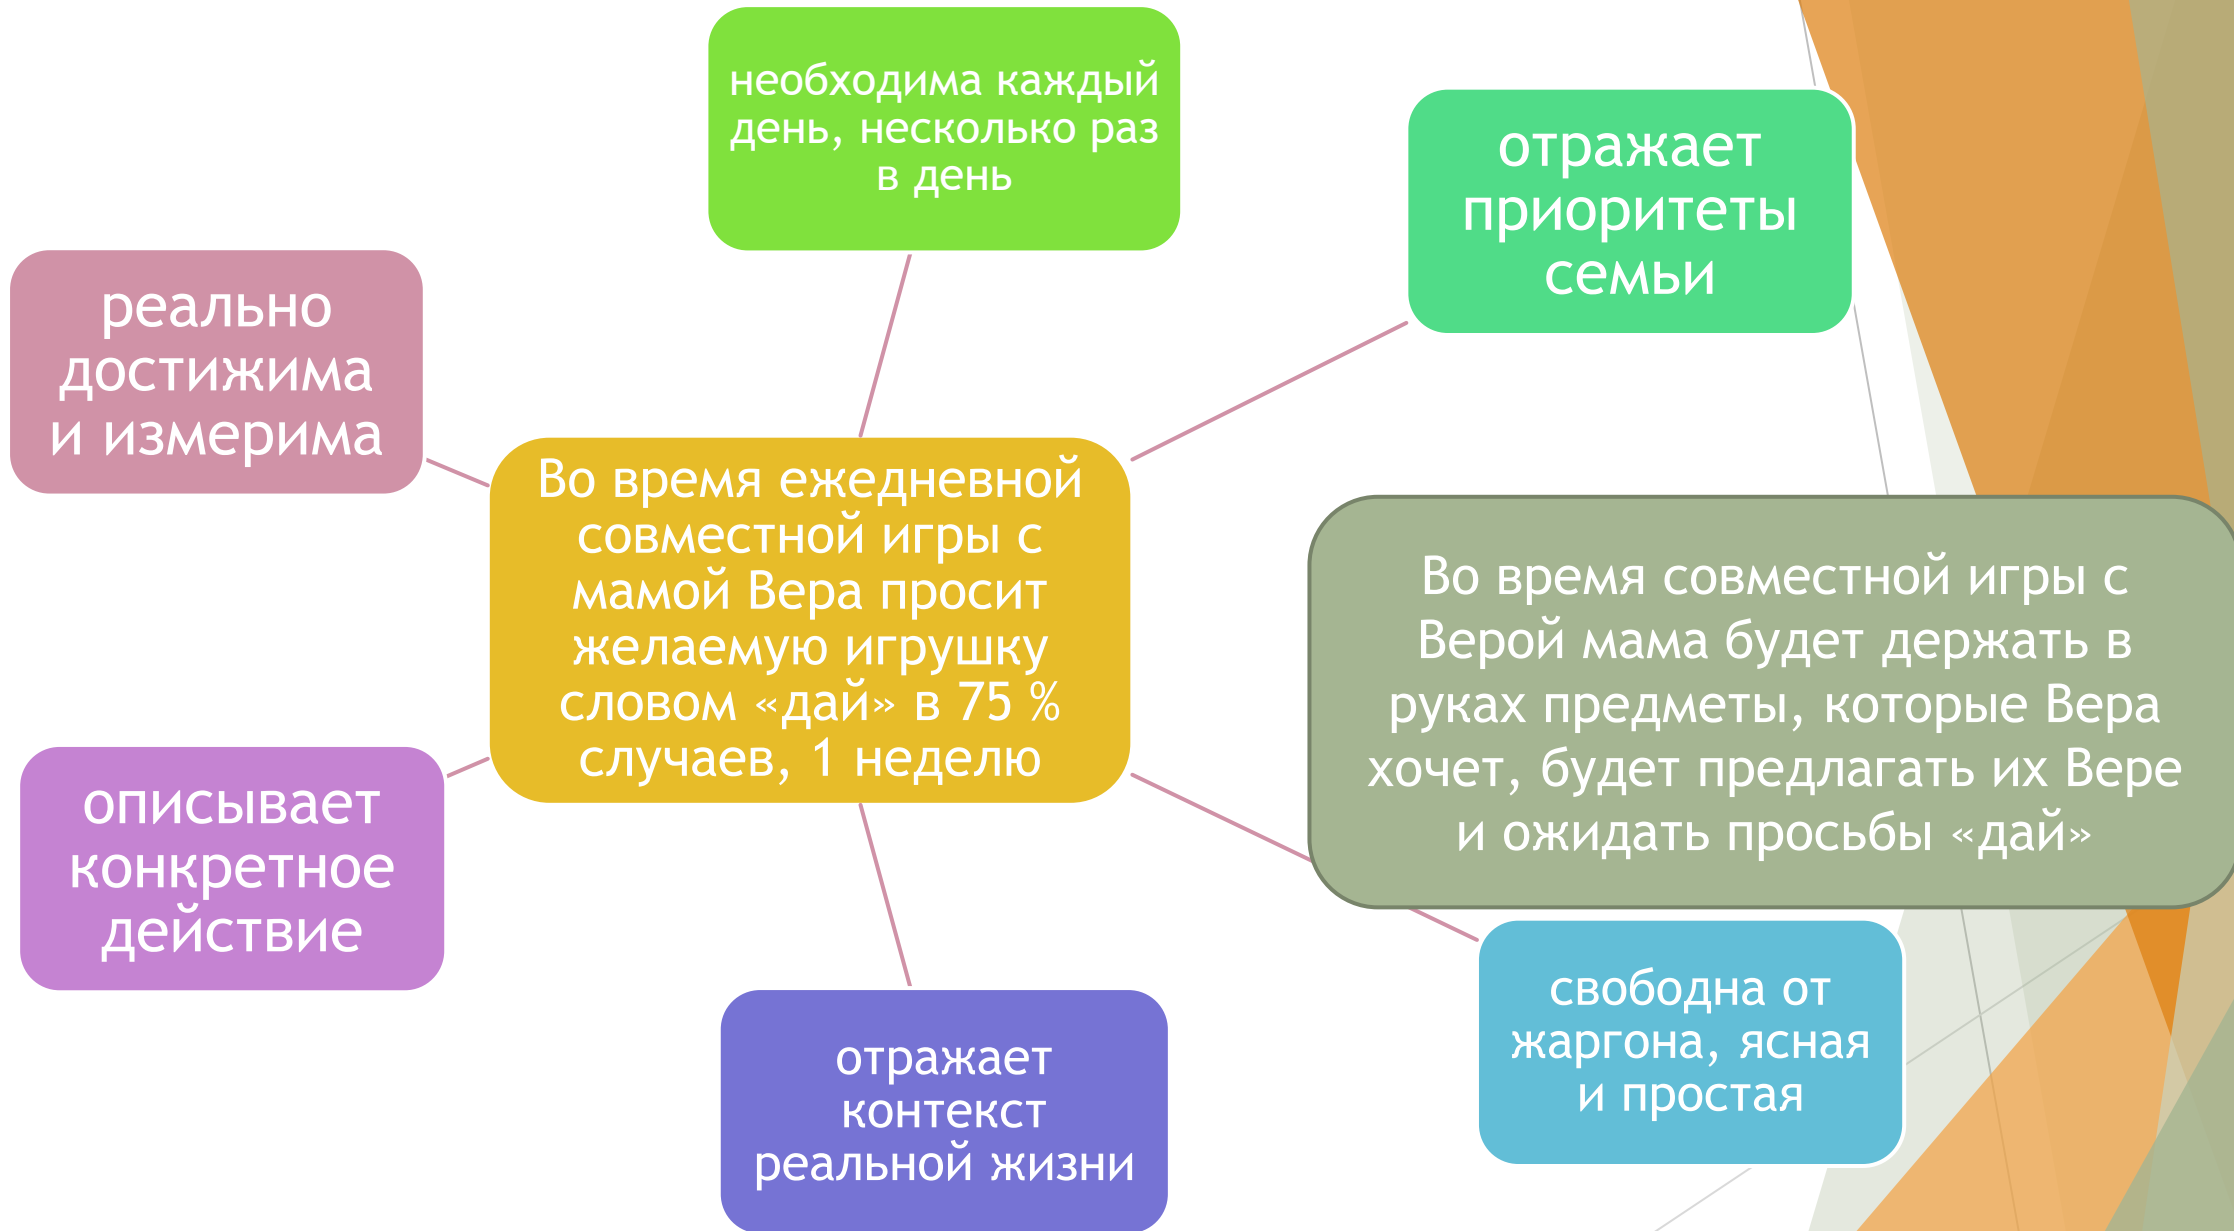 необходима каждый
день, несколько раз
в день
отражает
приоритеты
семьи
реально
достижима
и измерима
Во время ежедневной
совместной игры с
мамой Вера просит
желаемую игрушку
словом «дай» в 75 %
случаев, 1 неделю
Во время совместной игры с
Верой мама будет держать в
руках предметы, которые Вера
хочет, будет предлагать их Вере
и ожидать просьбы «дай»
описывает
конкретное
действие
свободна от
жаргона, ясная
и простая
отражает
контекст
реальной жизни